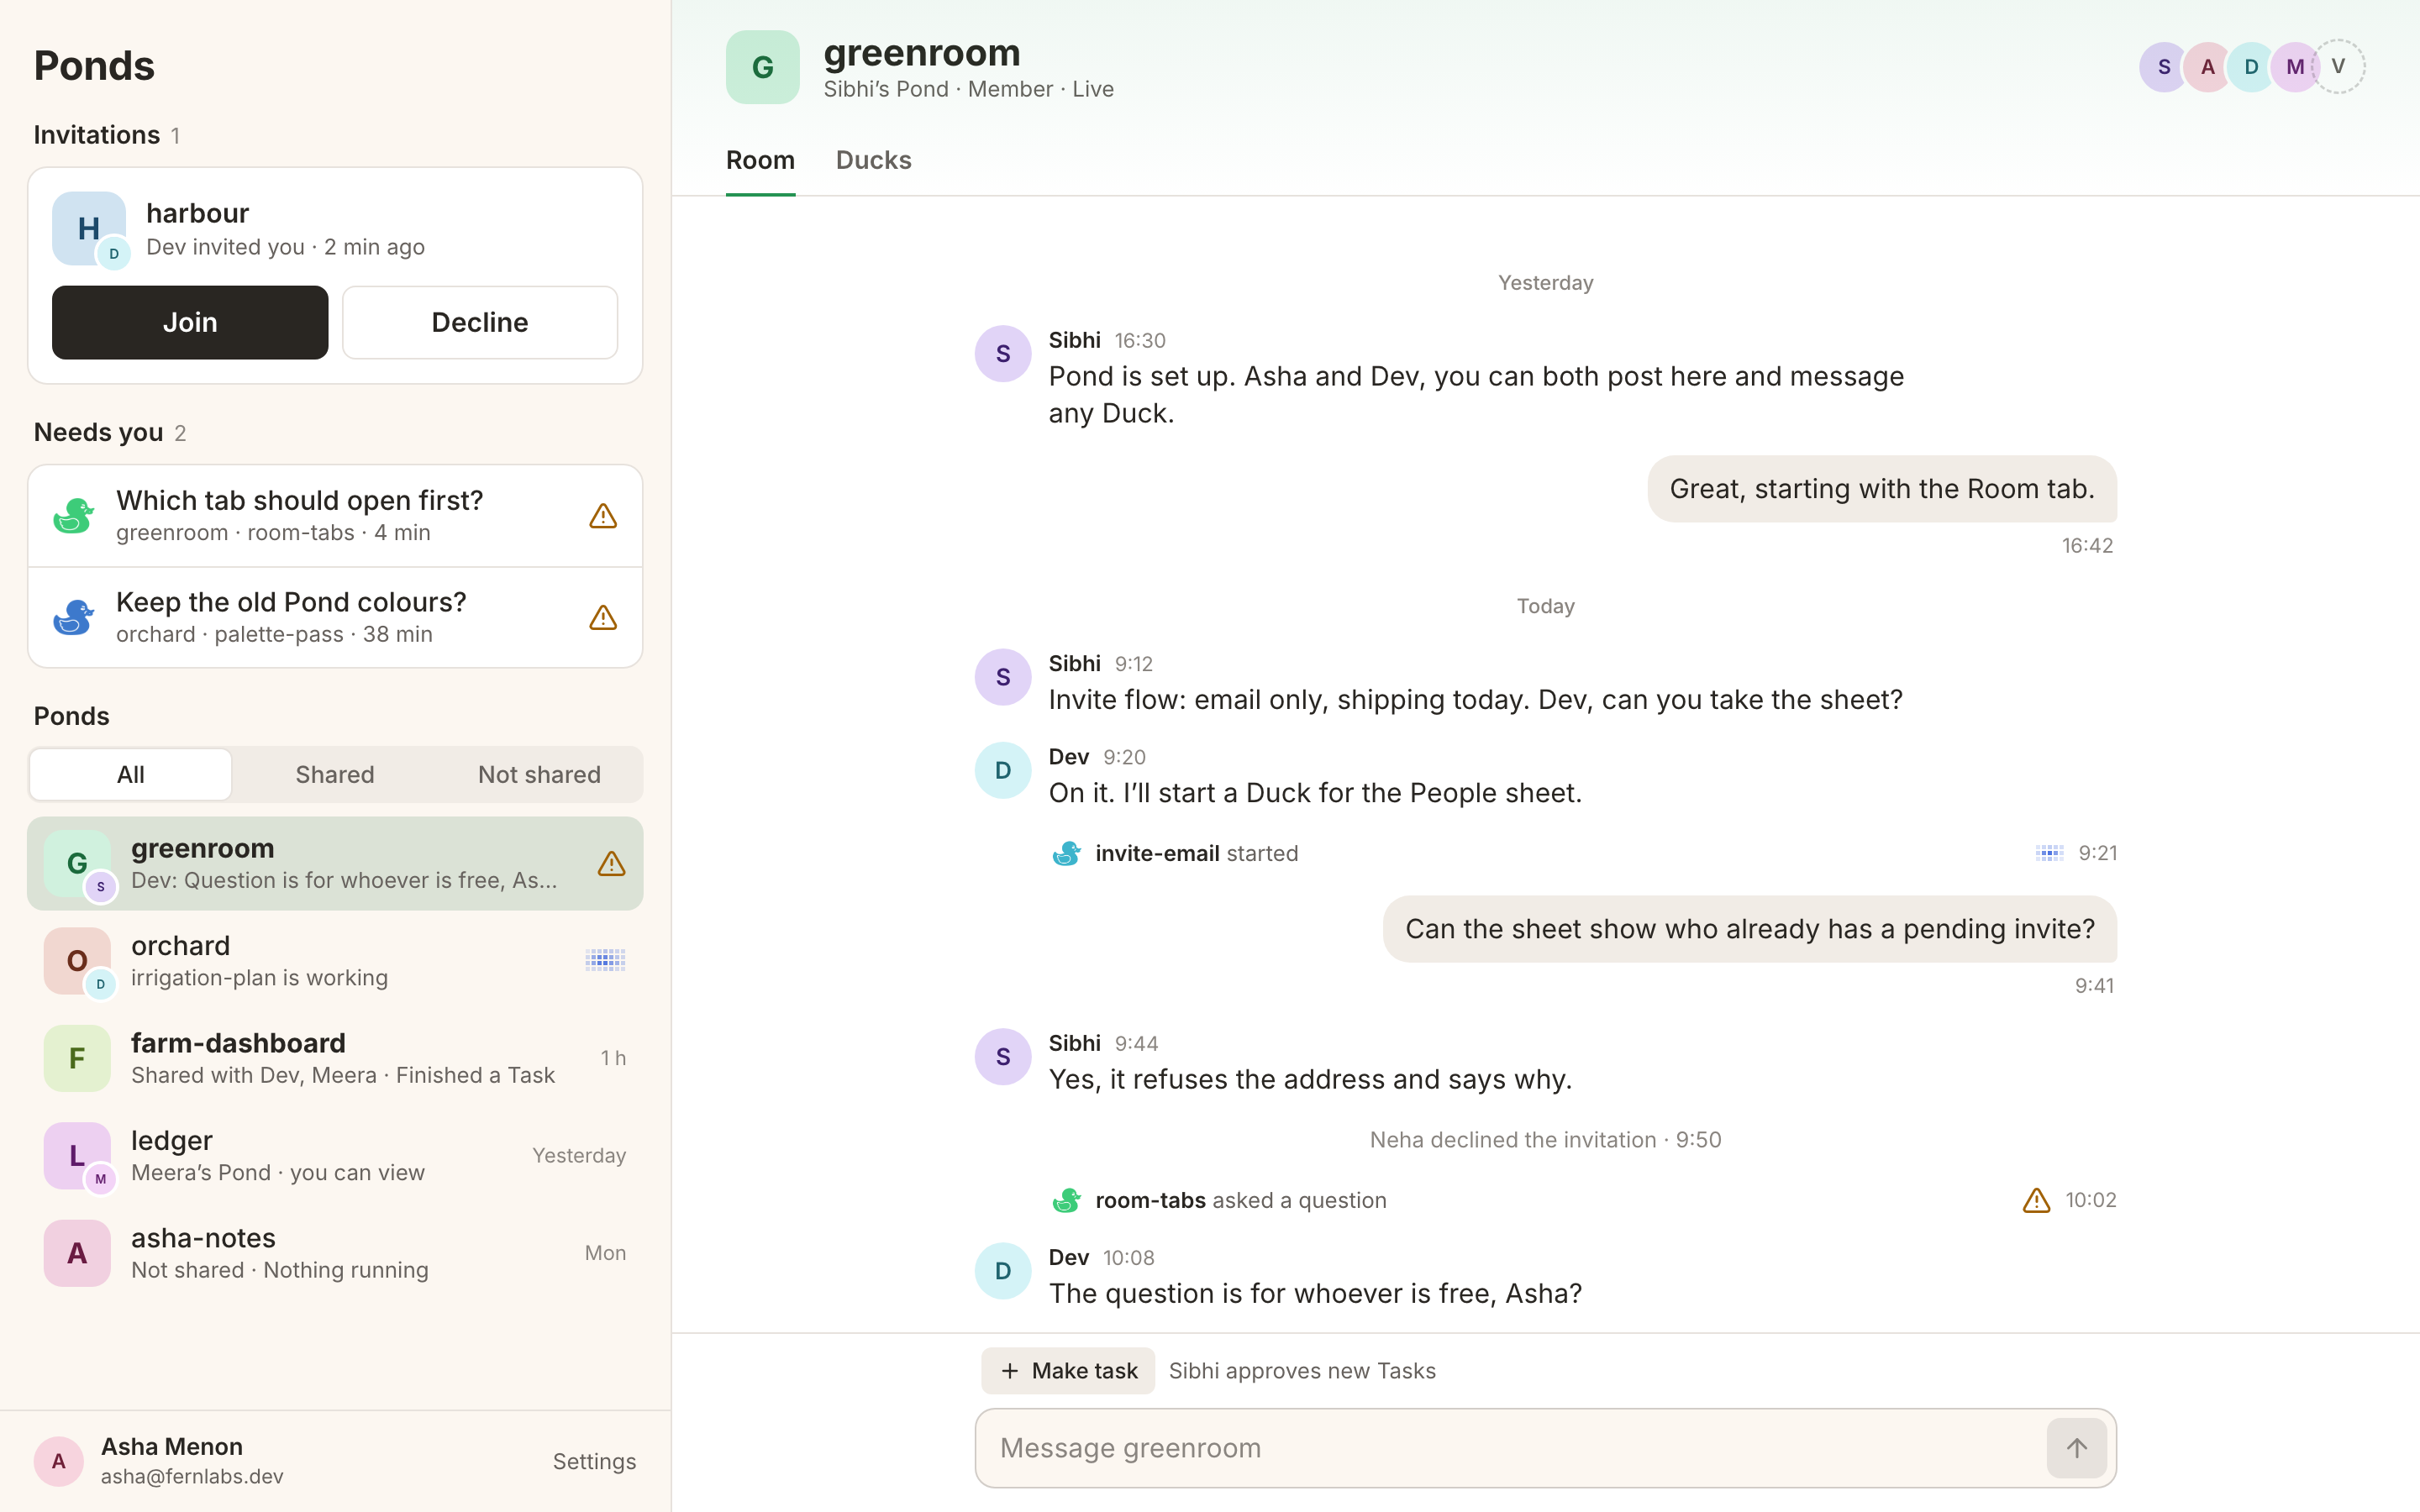 Ponds
Invitations 1
H
D
harbour
Dev invited you · 2 min ago
Join
Decline
Needs you 2
Which tab should open first?
greenroom · room-tabs · 4 min
Keep the old Pond colours?
orchard · palette-pass · 38 min
Ponds
All
Shared
Not shared
G
S
greenroom
Dev: Question is for whoever is free, As...
O
D
orchard
irrigation-plan is working
F
farm-dashboard
Shared with Dev, Meera · Finished a Task
1 h
L
M
ledger
Meera’s Pond · you can view
Yesterday
A
asha-notes
Not shared · Nothing running
Mon
A
Asha Menon
asha@fernlabs.dev
Settings
G
greenroom
Sibhi’s Pond · Member · Live
S A D M V
Room
Ducks
Yesterday
S
Sibhi 16:30
Pond is set up. Asha and Dev, you can both post here and message
any Duck.
Great, starting with the Room tab.
16:42
Today
S
Sibhi 9:12
Invite flow: email only, shipping today. Dev, can you take the sheet?
D
Dev 9:20
On it. I’ll start a Duck for the People sheet.
invite-email started 9:21
Can the sheet show who already has a pending invite?
9:41
S
Sibhi 9:44
Yes, it refuses the address and says why.
Neha declined the invitation · 9:50
room-tabs asked a question 10:02
D
Dev 10:08
The question is for whoever is free, Asha?
+ Make task
Sibhi approves new Tasks
Message greenroom